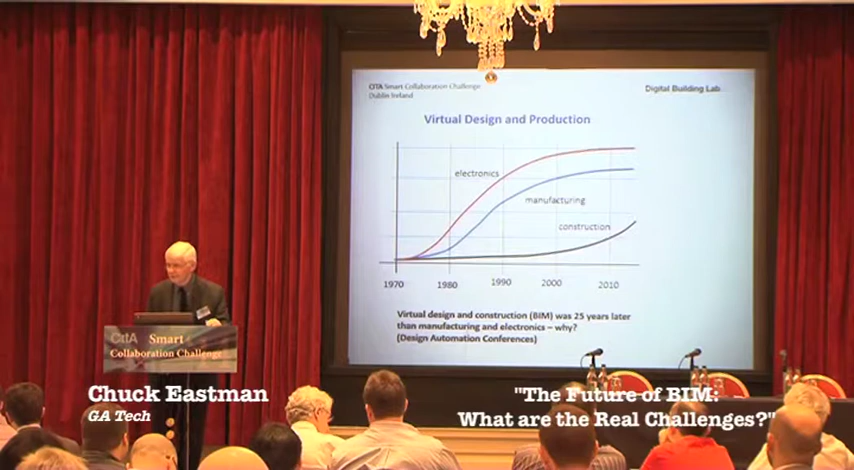 CITA Smart Collaboration Challenge
Dublin Ireland
Digital Building Lab
Virtual Design and Production
electronics
manufacturing
construction
1970 1980 1990 2000 2010
Virtual design and construction (BIM) was 25 years later
than manufacturing and electronics – why?
(Design Automation Conferences)
CitA Smart
Collaboration Challenge
Chuck Eastman
GA Tech
"The Future of BIM:
What are the Real Challenges?"